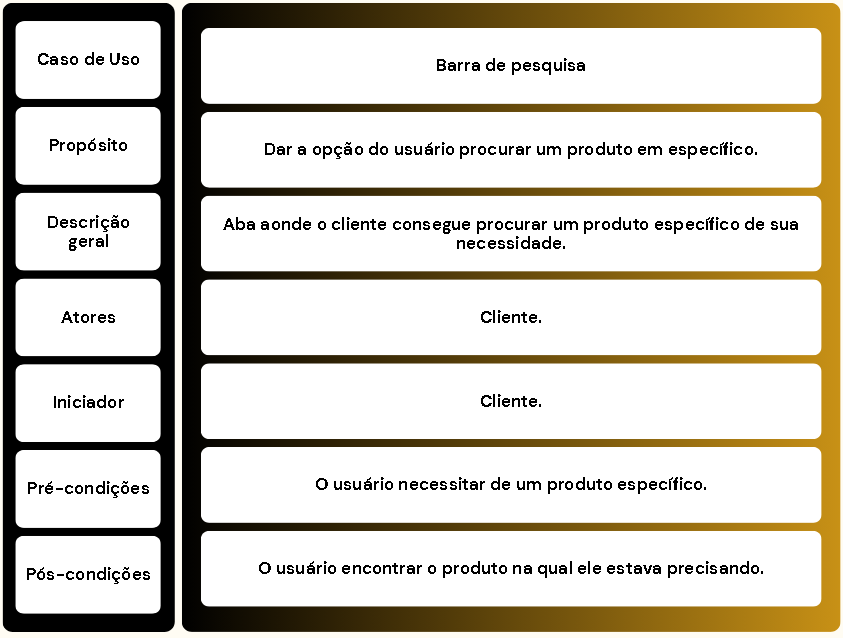 Caso de Uso
Barra de pesquisa
Propósito
Dar a opção do usuário procurar um produto em específico.
Descrição
geral
Aba aonde o cliente consegue procurar um produto específico de sua
necessidade.
Atores
Cliente.
Iniciador
Cliente.
Pré-condições
O usuário necessitar de um produto específico.
Pós-condições
O usuário encontrar o produto na qual ele estava precisando.